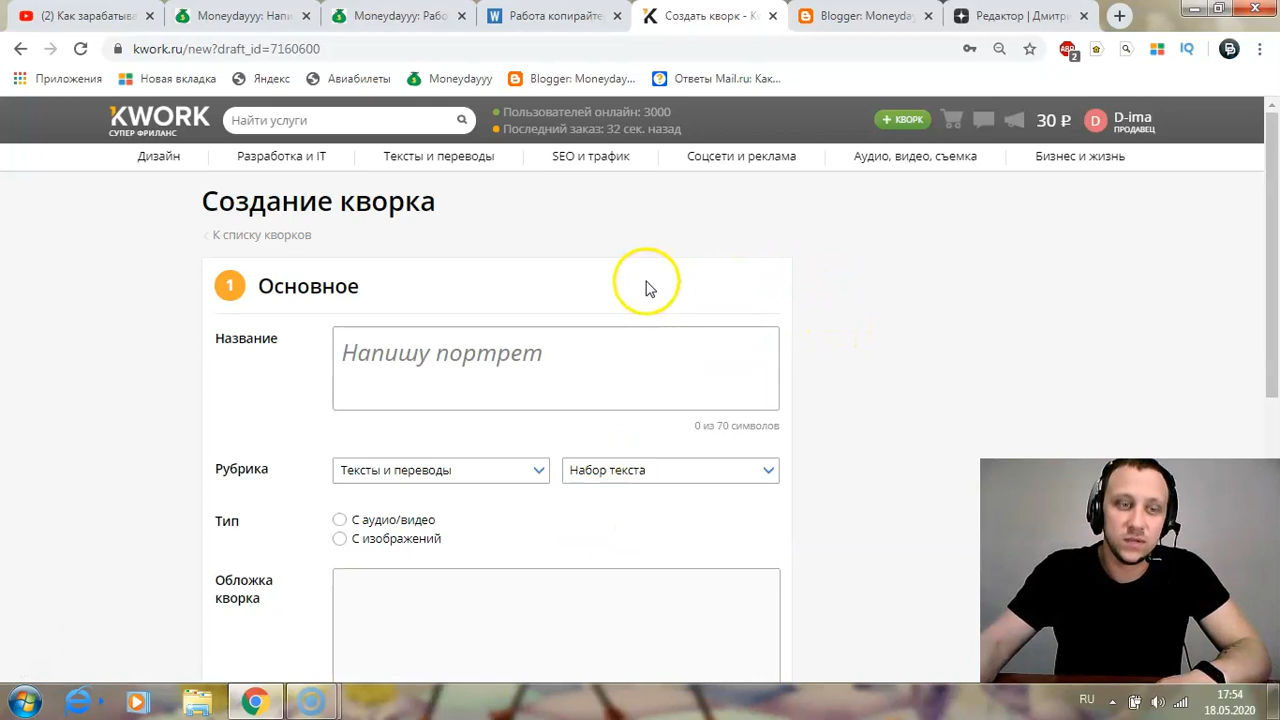 (2) Как зарабатыва
Moneydayyy: Напи
Moneydayyy: Рабо
Работа копирайте
Создать кворк - K
Blogger: Moneyda
Редактор | Дмитри
kwork.ru/new?draft_id=7160600
Приложения
Новая вкладка
Яндекс
Авиабилеты
Moneydayyy
Blogger: Moneyday...
Ответы Mail.ru: Как...
KWORK
СУПЕР ФРИЛАНС
Найти услуги
Пользователей онлайн: 3000
Последний заказ: 32 сек. назад
+ КВОРК
30 ₽
D
D-ima
ПРОДАВЕЦ
Дизайн
Разработка и IT
Тексты и переводы
SEO и трафик
Соцсети и реклама
Аудио, видео, съемка
Бизнес и жизнь
Создание кворка
К списку кворков
1 Основное
Название
Напишу портрет
0 из 70 символов
Рубрика
Тексты и переводы
Набор текста
Тип
С аудио/видео
С изображений
Обложка
кворка
RU
17:54
18.05.2020